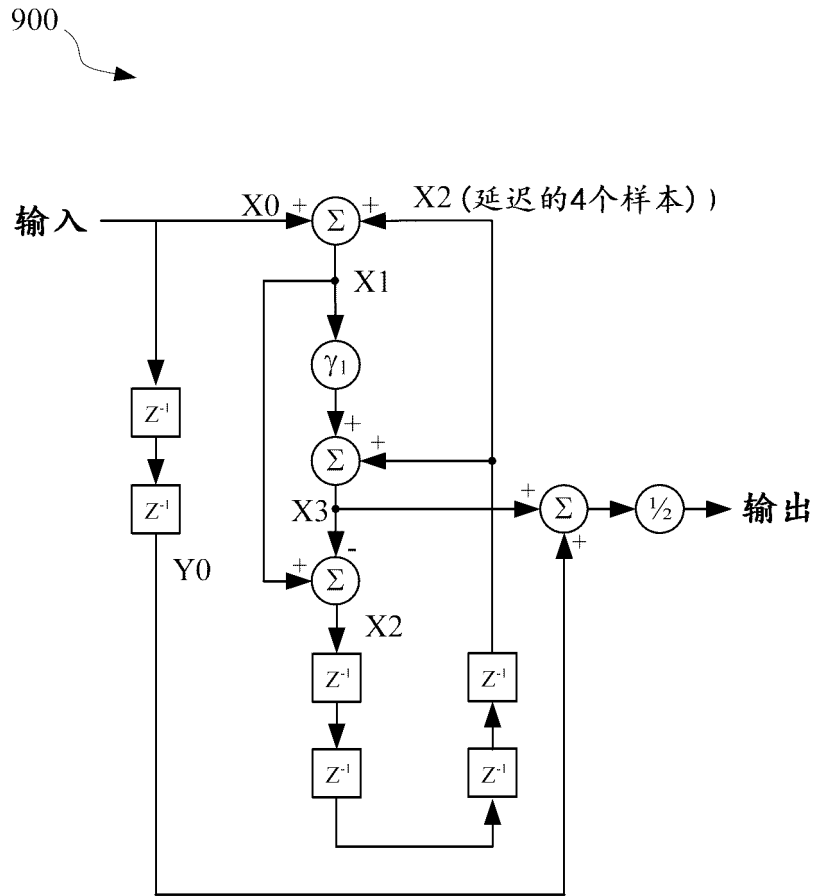 900
输入
X0
+
Σ
+
X2 (延迟的4个样本) )
X1
γ₁
Z⁻¹
+
Σ
+
Z⁻¹
X3
+
Σ
½
输出
+
Y0
-
+
Σ
X2
Z⁻¹
Z⁻¹
Z⁻¹
Z⁻¹